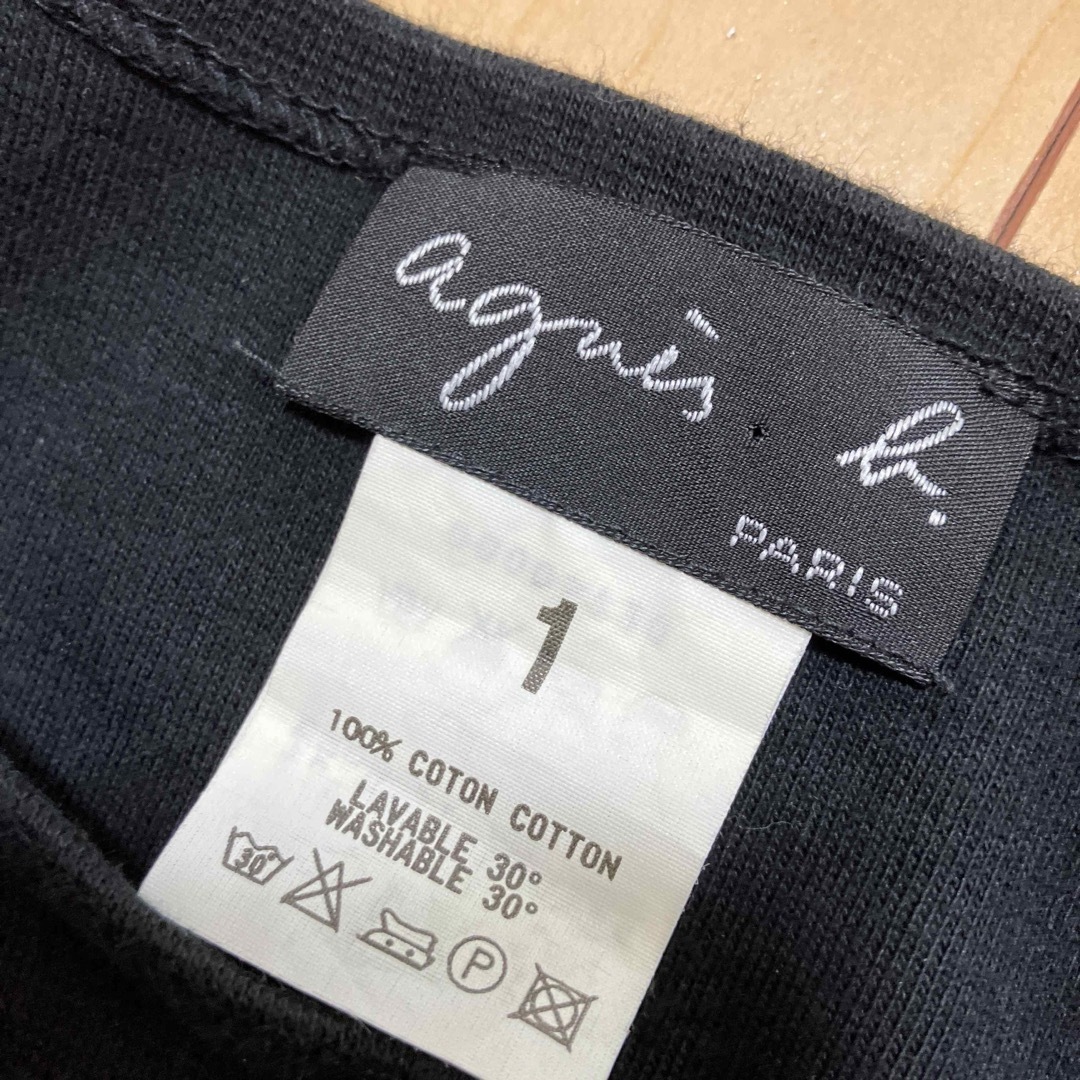 agnès b.
PARIS
1
100% COTON COTTON
LAVABLE 30°
WASHABLE 30°
30° P